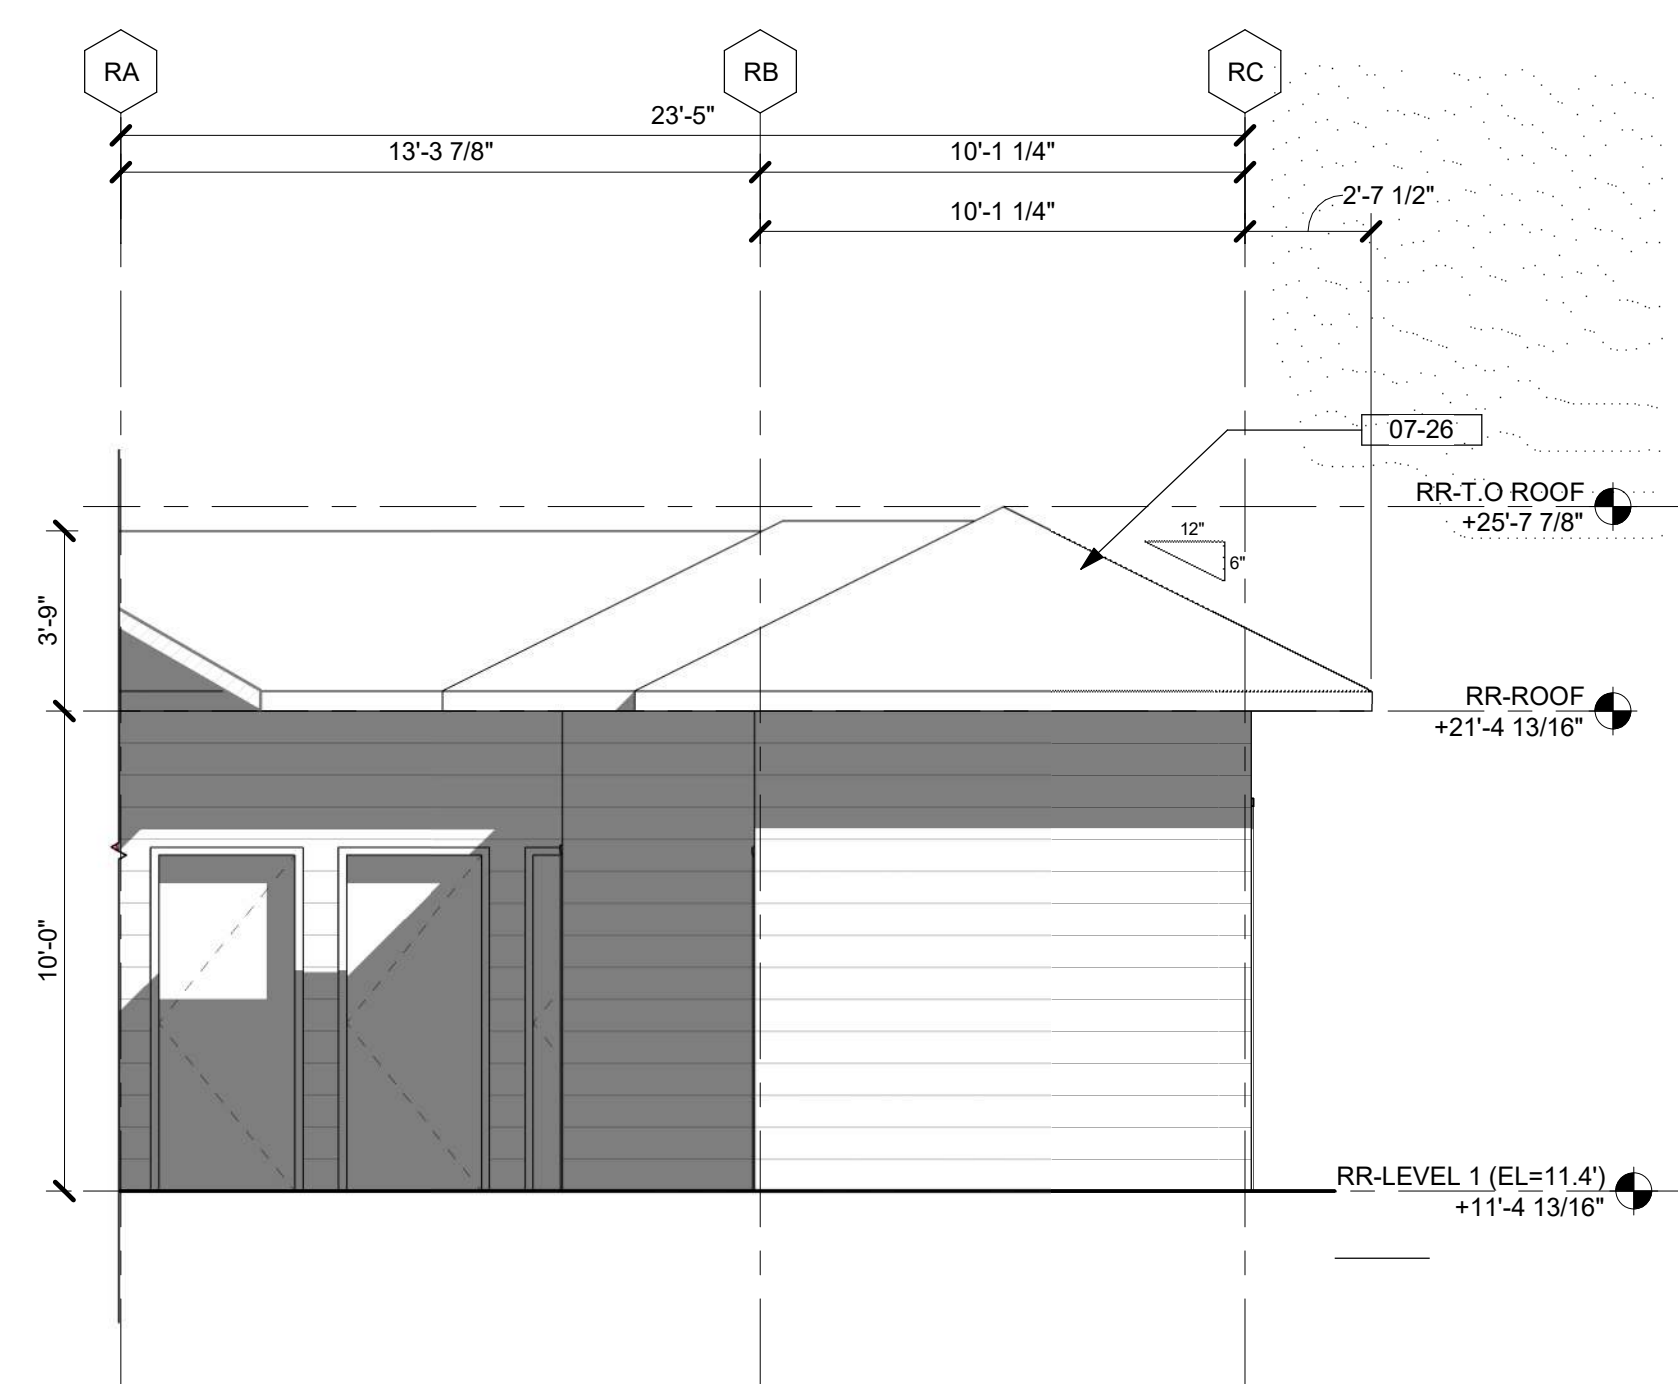 RA
RB
RC
23'-5"
13'-3 7/8"
10'-1 1/4"
10'-1 1/4"
2'-7 1/2"
07-26
RR-T.O ROOF
+25'-7 7/8"
12"
6"
3'-9"
RR-ROOF
+21'-4 13/16"
10'-0"
RR-LEVEL 1 (EL=11.4')
+11'-4 13/16"